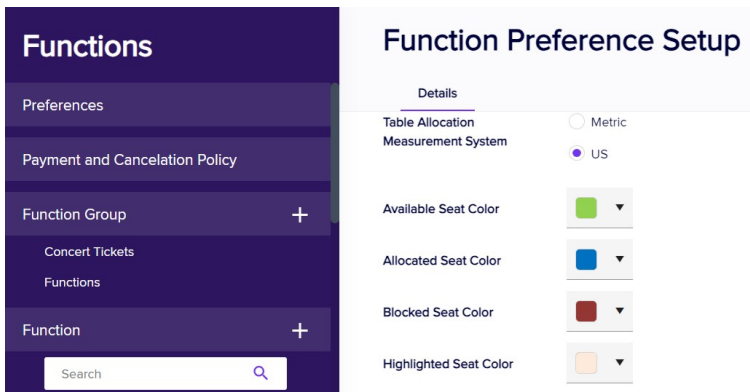 Functions
Preferences
Payment and Cancelation Policy
Function Group +
Concert Tickets
Functions
Function +
Search
Function Preference Setup
Details
Table Allocation
Measurement System
Metric
US
Available Seat Color
Allocated Seat Color
Blocked Seat Color
Highlighted Seat Color